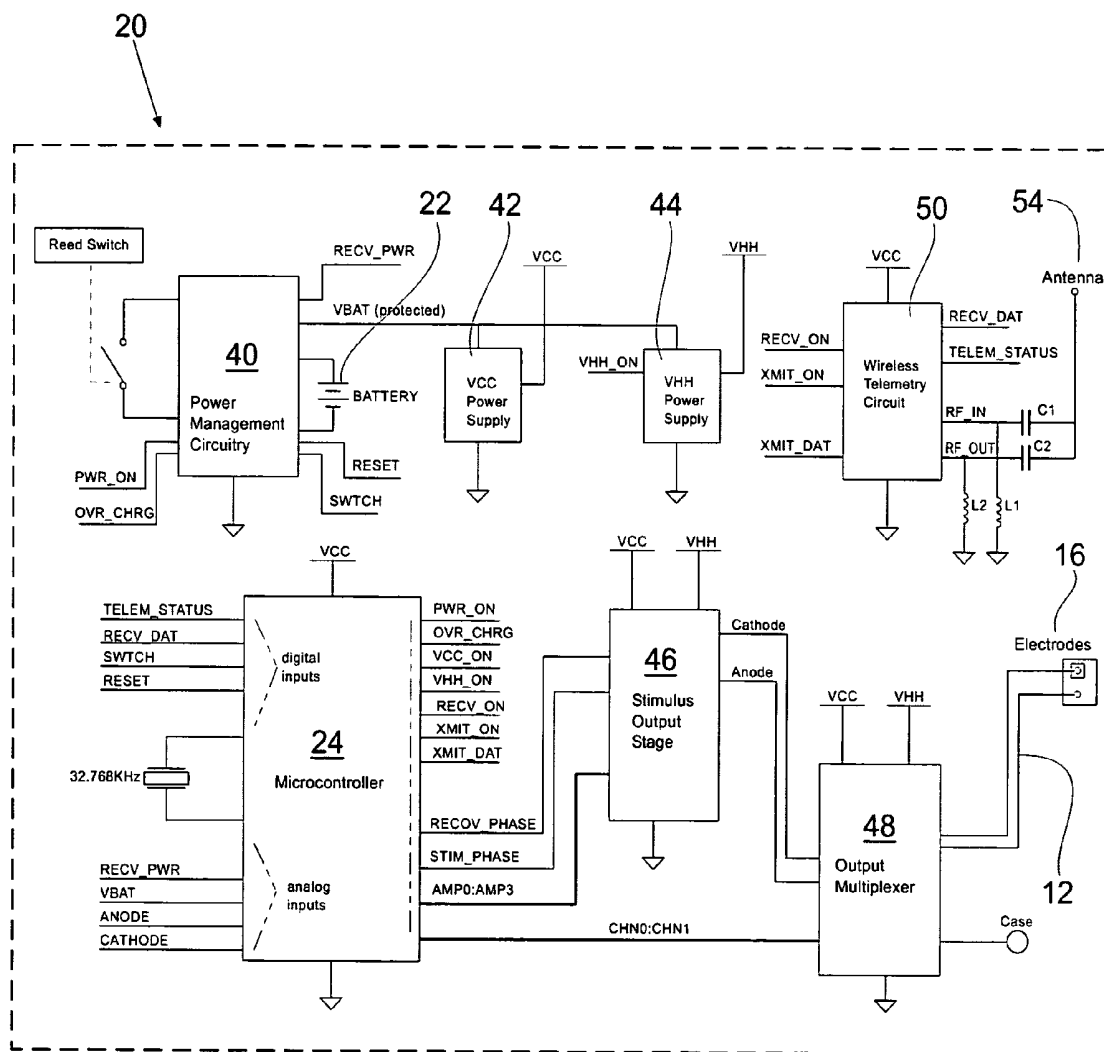 20
Reed Switch
RECV_PWR
22
42
VCC
44
VHH
50
VCC
54
Antenna
VBAT (protected)
40
Power
Management
Circuitry
BATTERY
VCC
Power
Supply
VHH_ON
VHH
Power
Supply
RECV_ON
XMIT_ON
XMIT_DAT
Wireless
Telemetry
Circuit
RECV_DAT
TELEM_STATUS
RF_IN
C1
RF_OUT
C2
L2
L1
PWR_ON
OVR_CHRG
RESET
SWTCH
VCC
TELEM_STATUS
RECV_DAT
SWTCH
RESET
digital
inputs
32.768KHz
24
Microcontroller
RECV_PWR
VBAT
ANODE
CATHODE
analog
inputs
PWR_ON
OVR_CHRG
VCC_ON
VHH_ON
RECV_ON
XMIT_ON
XMIT_DAT
RECOV_PHASE
STIM_PHASE
AMP0:AMP3
CHN0:CHN1
VCC
VHH
46
Stimulus
Output
Stage
Cathode
Anode
VCC
VHH
48
Output
Multiplexer
16
Electrodes
12
Case